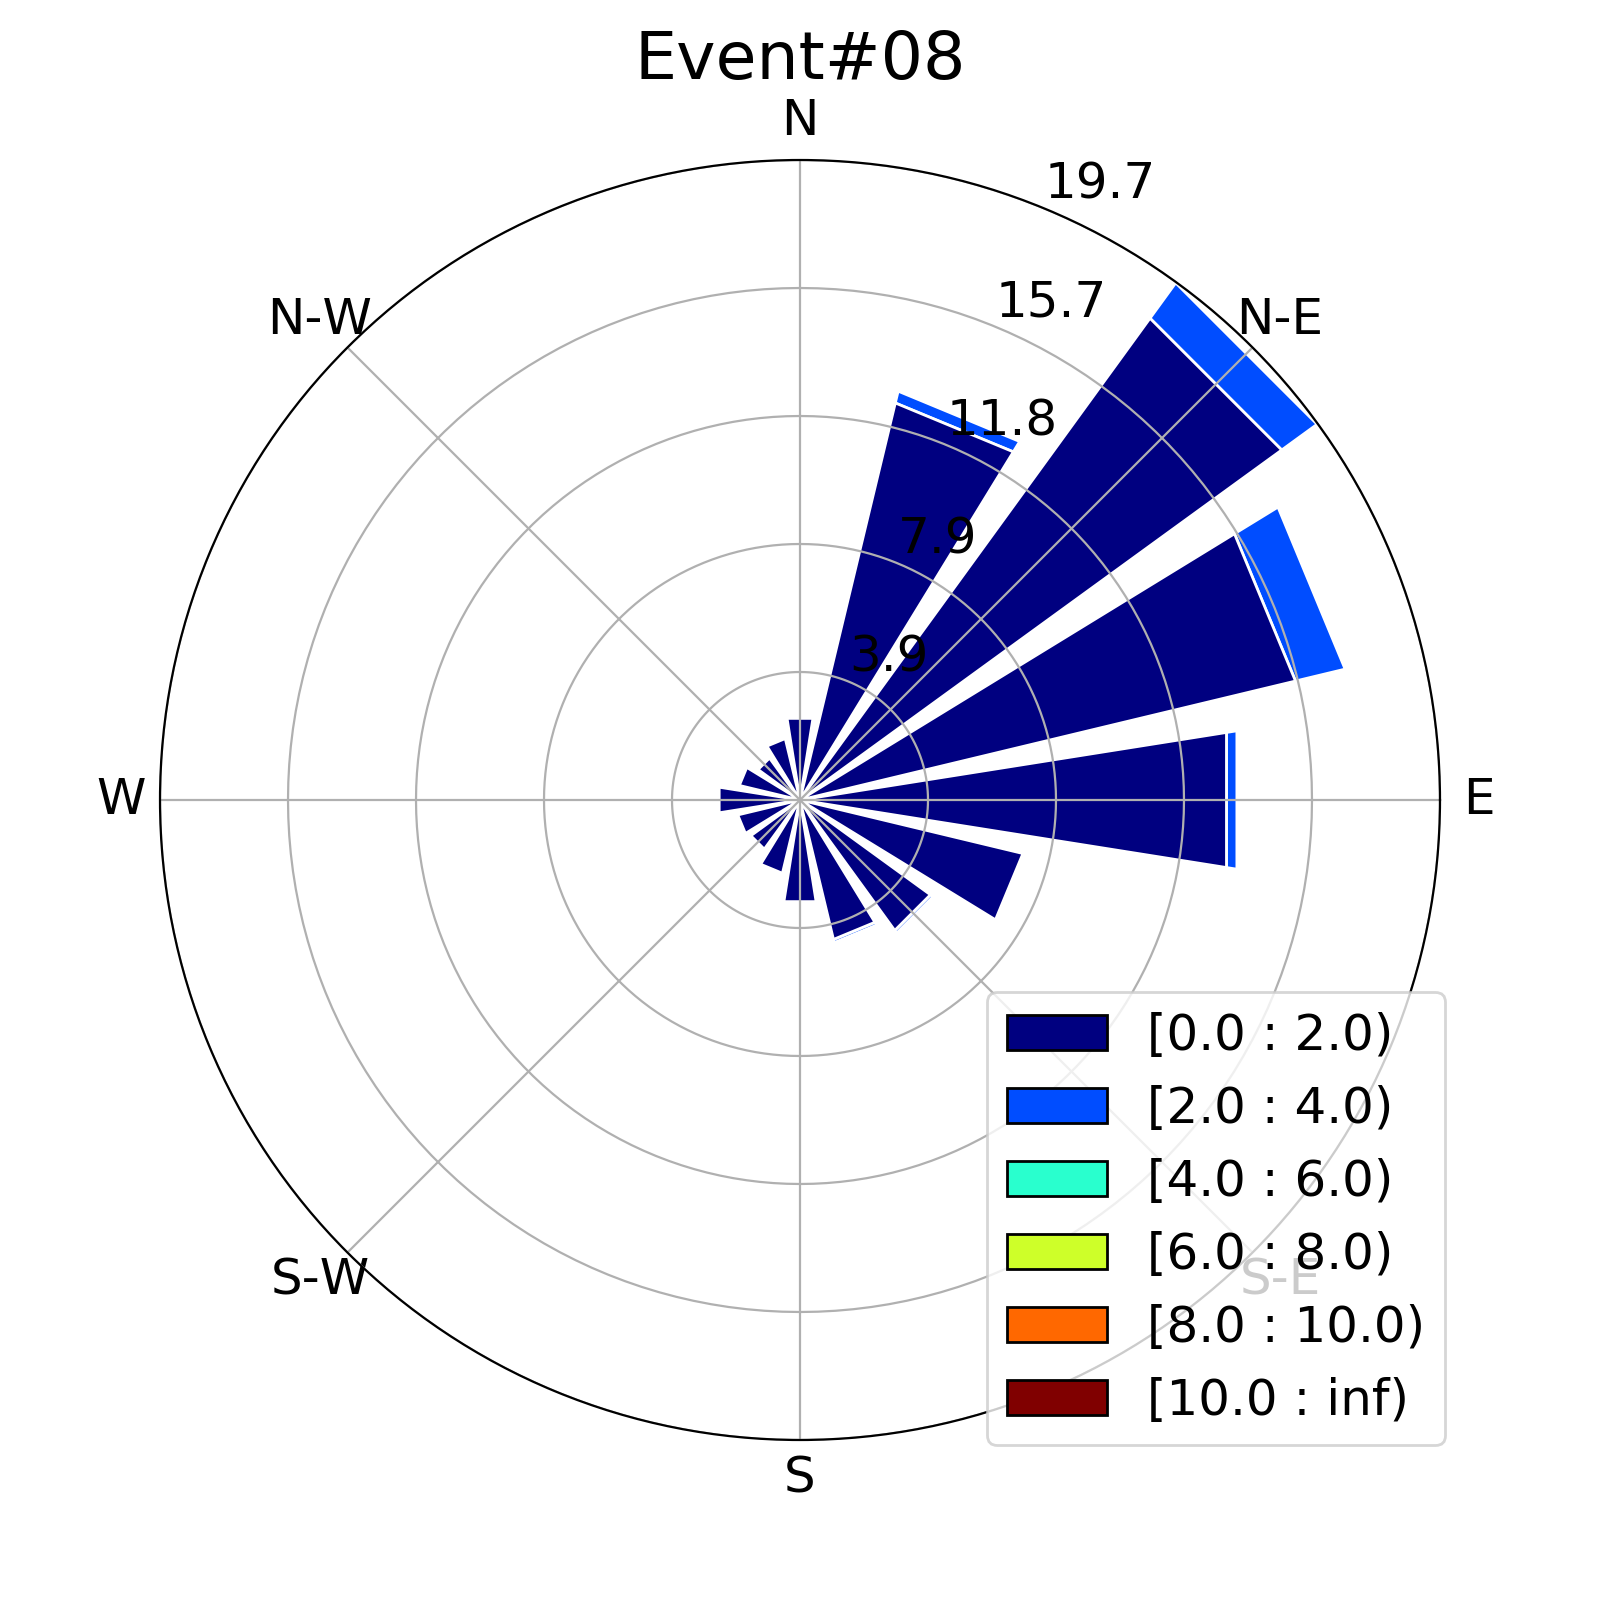 Event#08
N
19.7
15.7
N-W
N-E
11.8
7.9
3.9
W
E
[0.0 : 2.0)
[2.0 : 4.0)
[4.0 : 6.0)
[6.0 : 8.0)
S-W
S-E
[8.0 : 10.0)
[10.0 : inf)
S